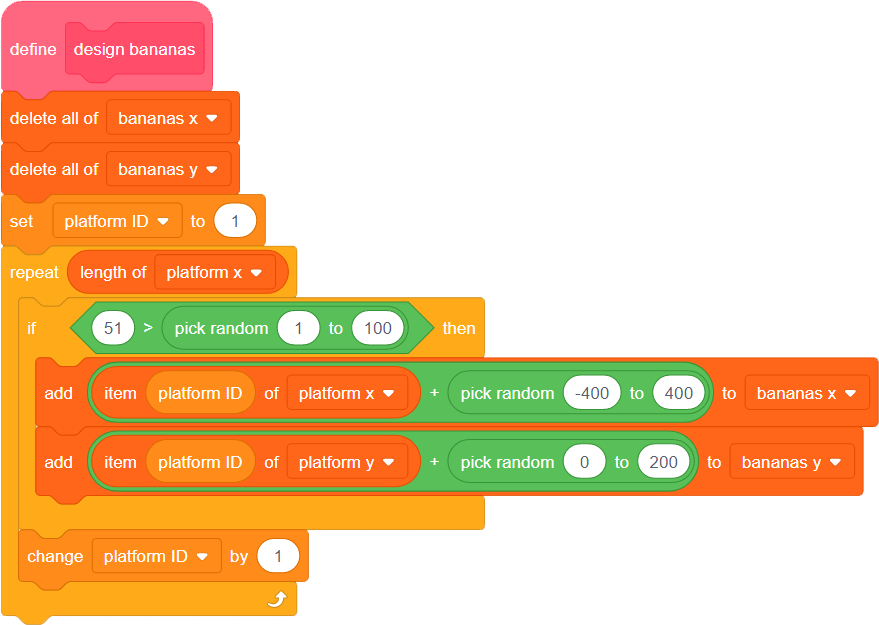 define design bananas
delete all of bananas x
delete all of bananas y
set platform ID to 1
repeat length of platform x
if 51 > pick random 1 to 100 then
add item platform ID of platform x + pick random -400 to 400 to bananas x
add item platform ID of platform y + pick random 0 to 200 to bananas y
change platform ID by 1